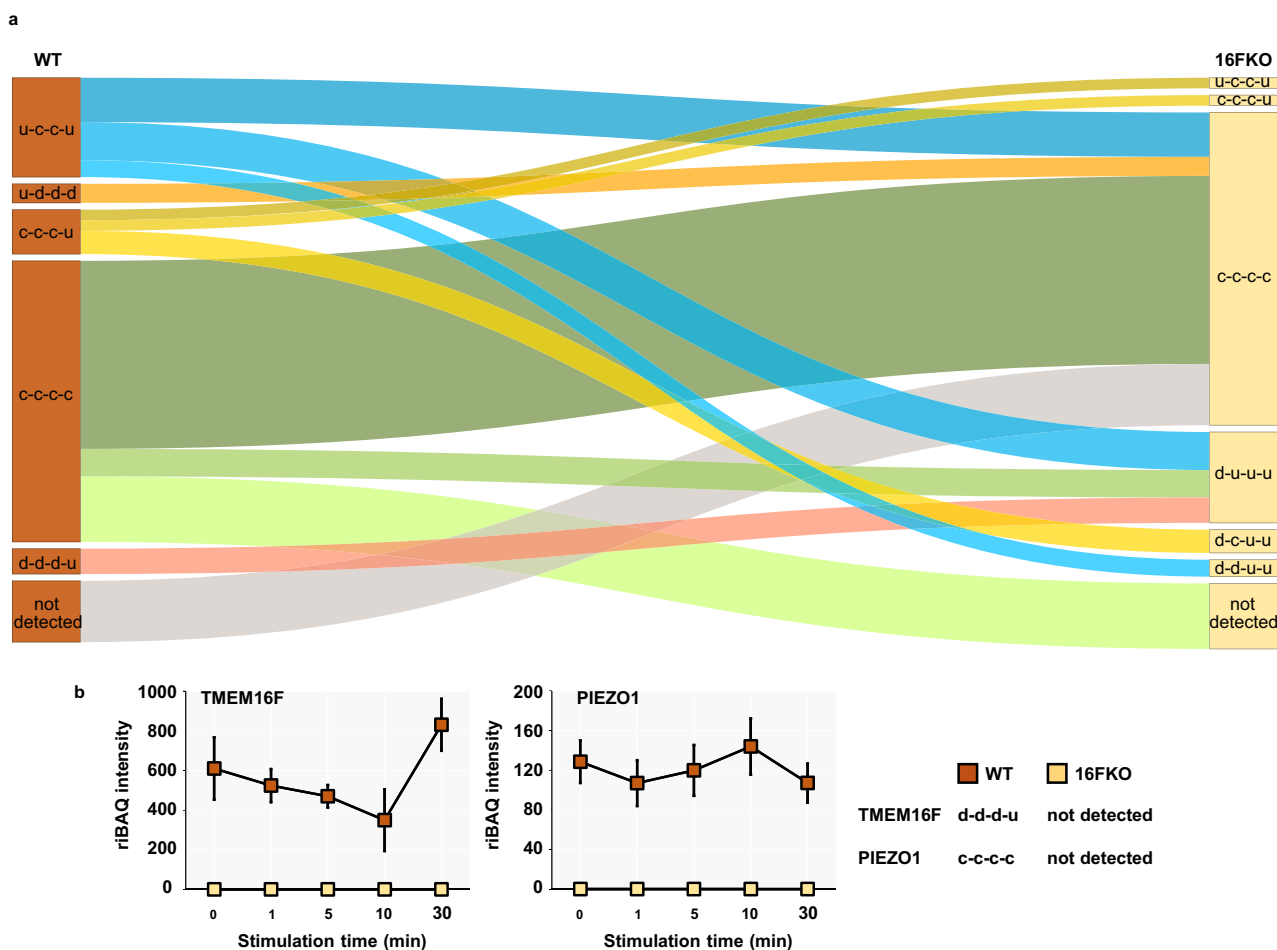 a
WT
16FKO
u-c-c-u
u-d-d-d
c-c-c-u
c-c-c-c
d-d-d-u
not
detected
u-c-c-u
c-c-c-u
c-c-c-c
d-u-u-u
d-c-u-u
d-d-u-u
not
detected
b
TMEM16F
riBAQ intensity
1000
800
600
400
200
0
0 1 5 10 30
Stimulation time (min)
PIEZO1
riBAQ intensity
200
160
120
80
40
0
0 1 5 10 30
Stimulation time (min)
WT 16FKO
TMEM16F d-d-d-u not detected
PIEZO1 c-c-c-c not detected